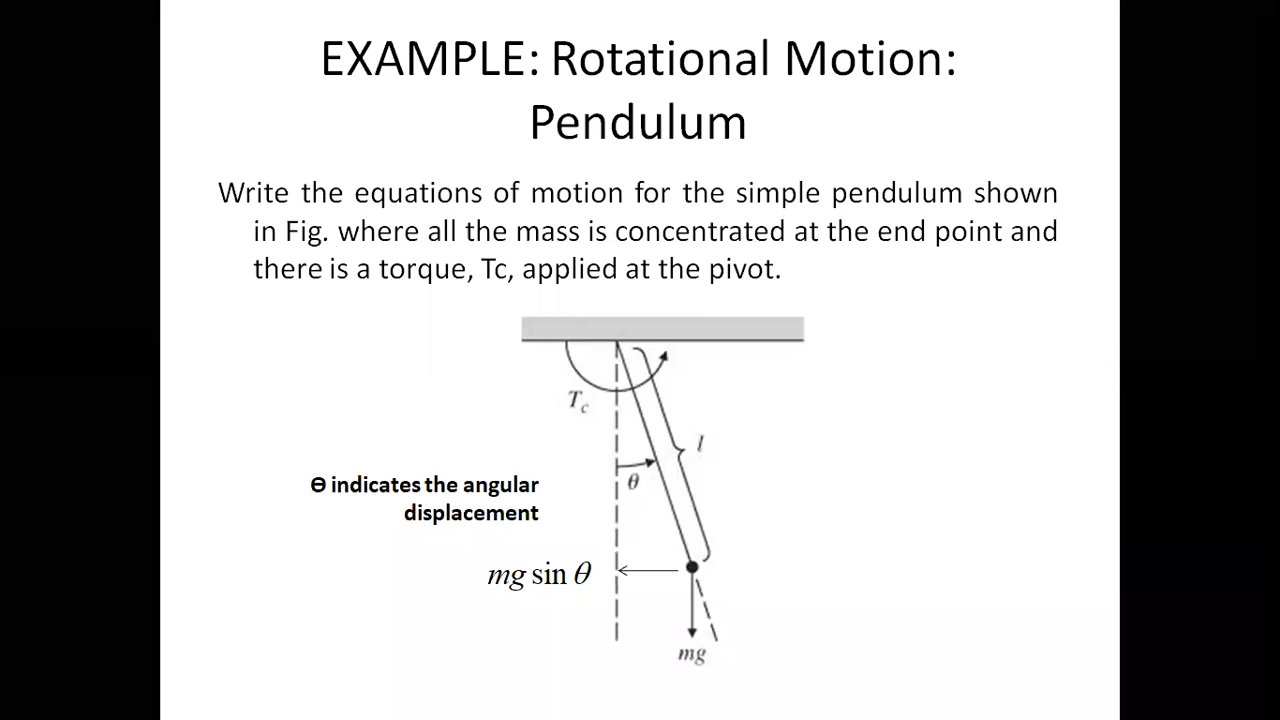 EXAMPLE: Rotational Motion:
Pendulum
Write the equations of motion for the simple pendulum shown
in Fig. where all the mass is concentrated at the end point and
there is a torque, Tc, applied at the pivot.
T_c
l
θ
ϴ indicates the angular
displacement
mg sin θ
mg